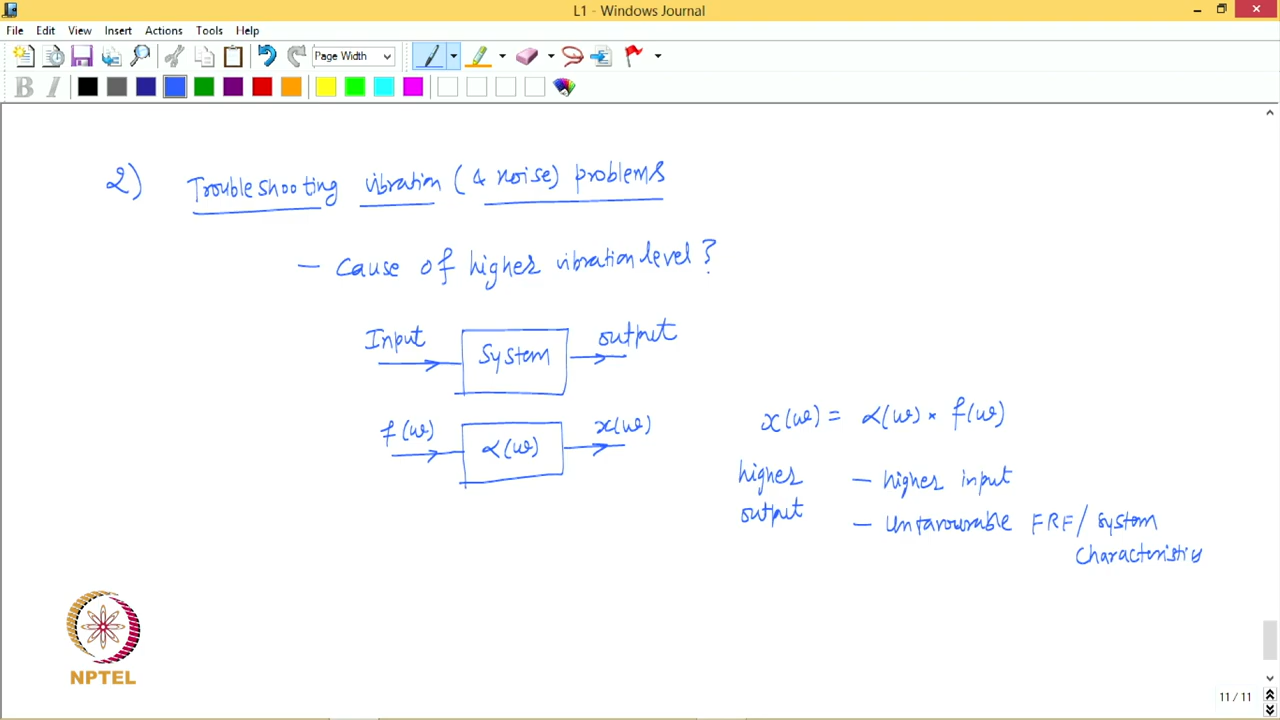 L1 - Windows Journal
File Edit View Insert Actions Tools Help
Page Width
B I
2) Troubleshooting vibration (& noise) problems
— Cause of higher vibration level?
Input System output
f(ω) α(ω) x(ω)
x(ω) = α(ω) * f(ω)
higher — higher input
output — Unfavourable FRF/ System
Characteristics
NPTEL
11 / 11